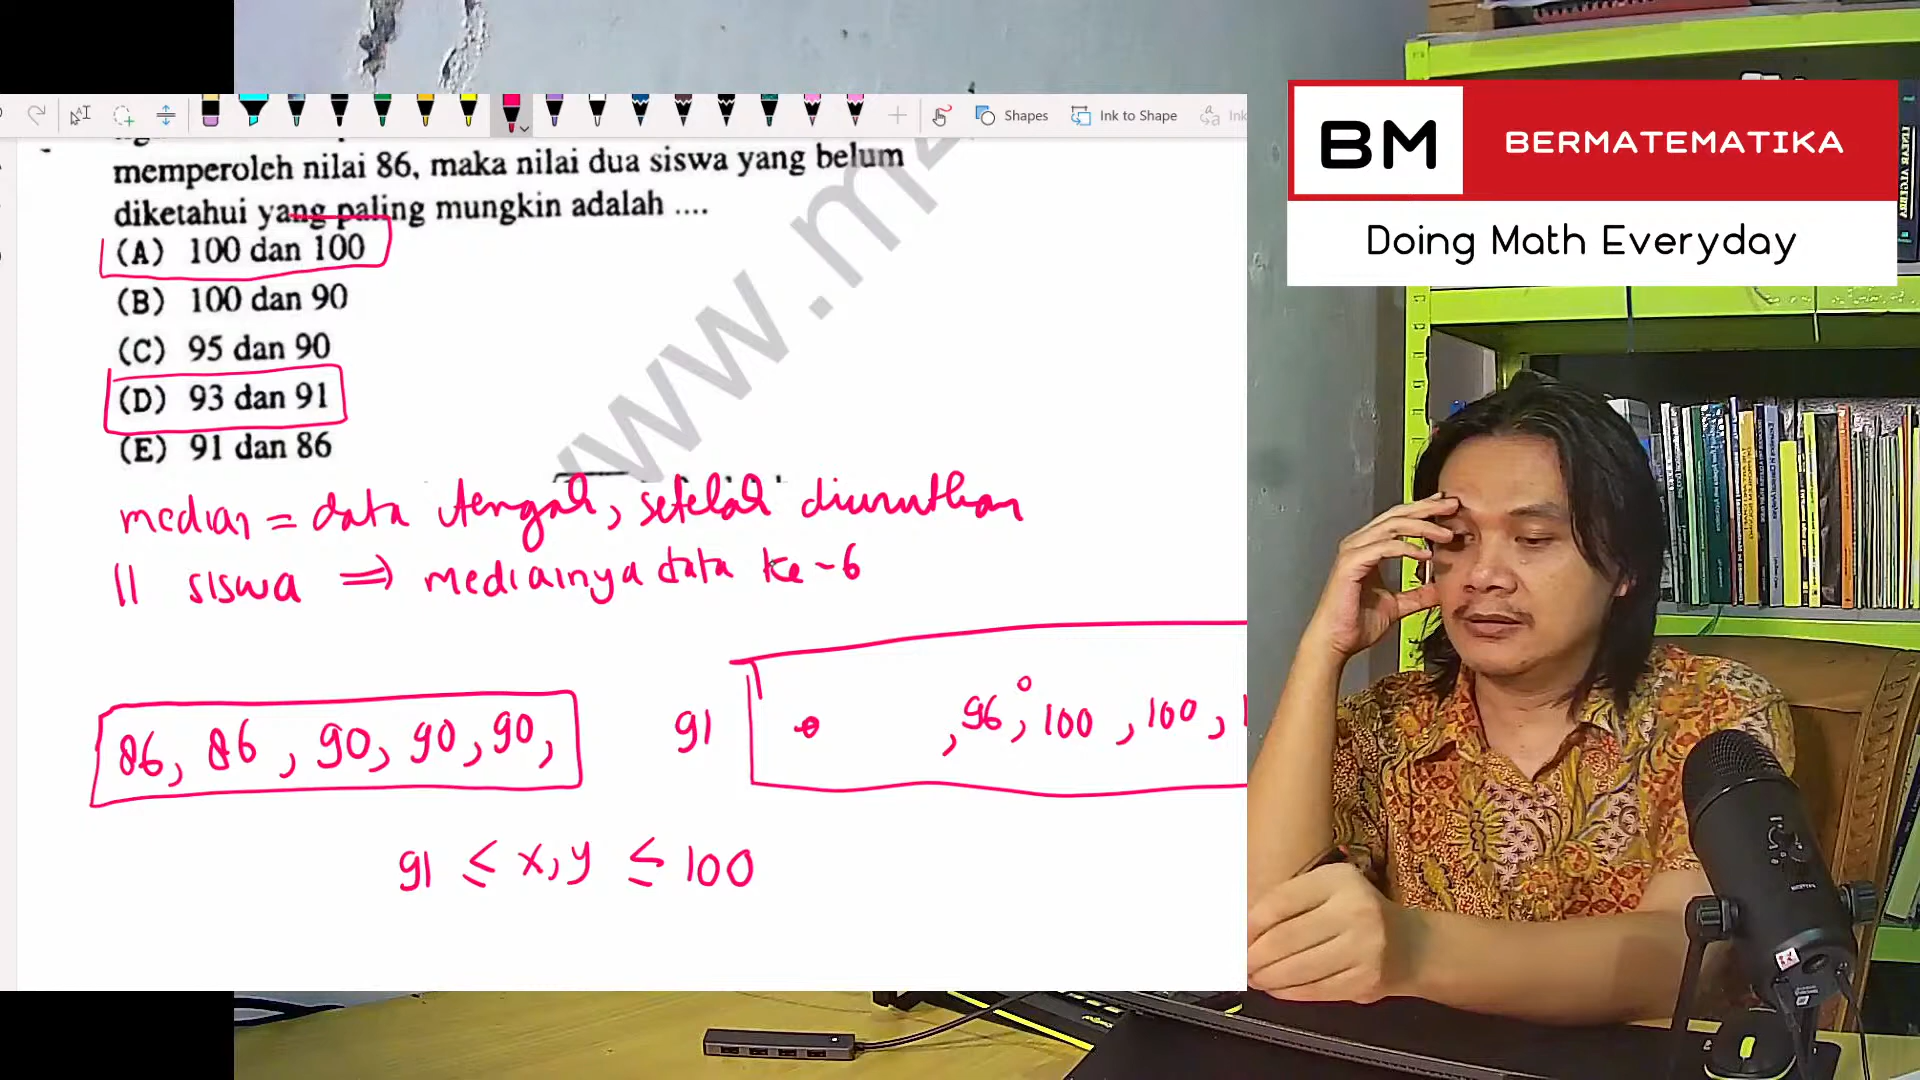 Shapes
Ink to Shape
Ink
memperoleh nilai 86, maka nilai dua siswa yang belum
diketahui yang paling mungkin adalah ....
(A) 100 dan 100
(B) 100 dan 90
(C) 95 dan 90
(D) 93 dan 91
(E) 91 dan 86
www.m
median = data tengah, setelah diurutkan
11 siswa ⇒ mediannya data ke-6
86, 86, 90, 90, 90,
91
, 96, 100, 100, 1
91 ≤ x, y ≤ 100
BM BERMATEMATIKA
Doing Math Everyday